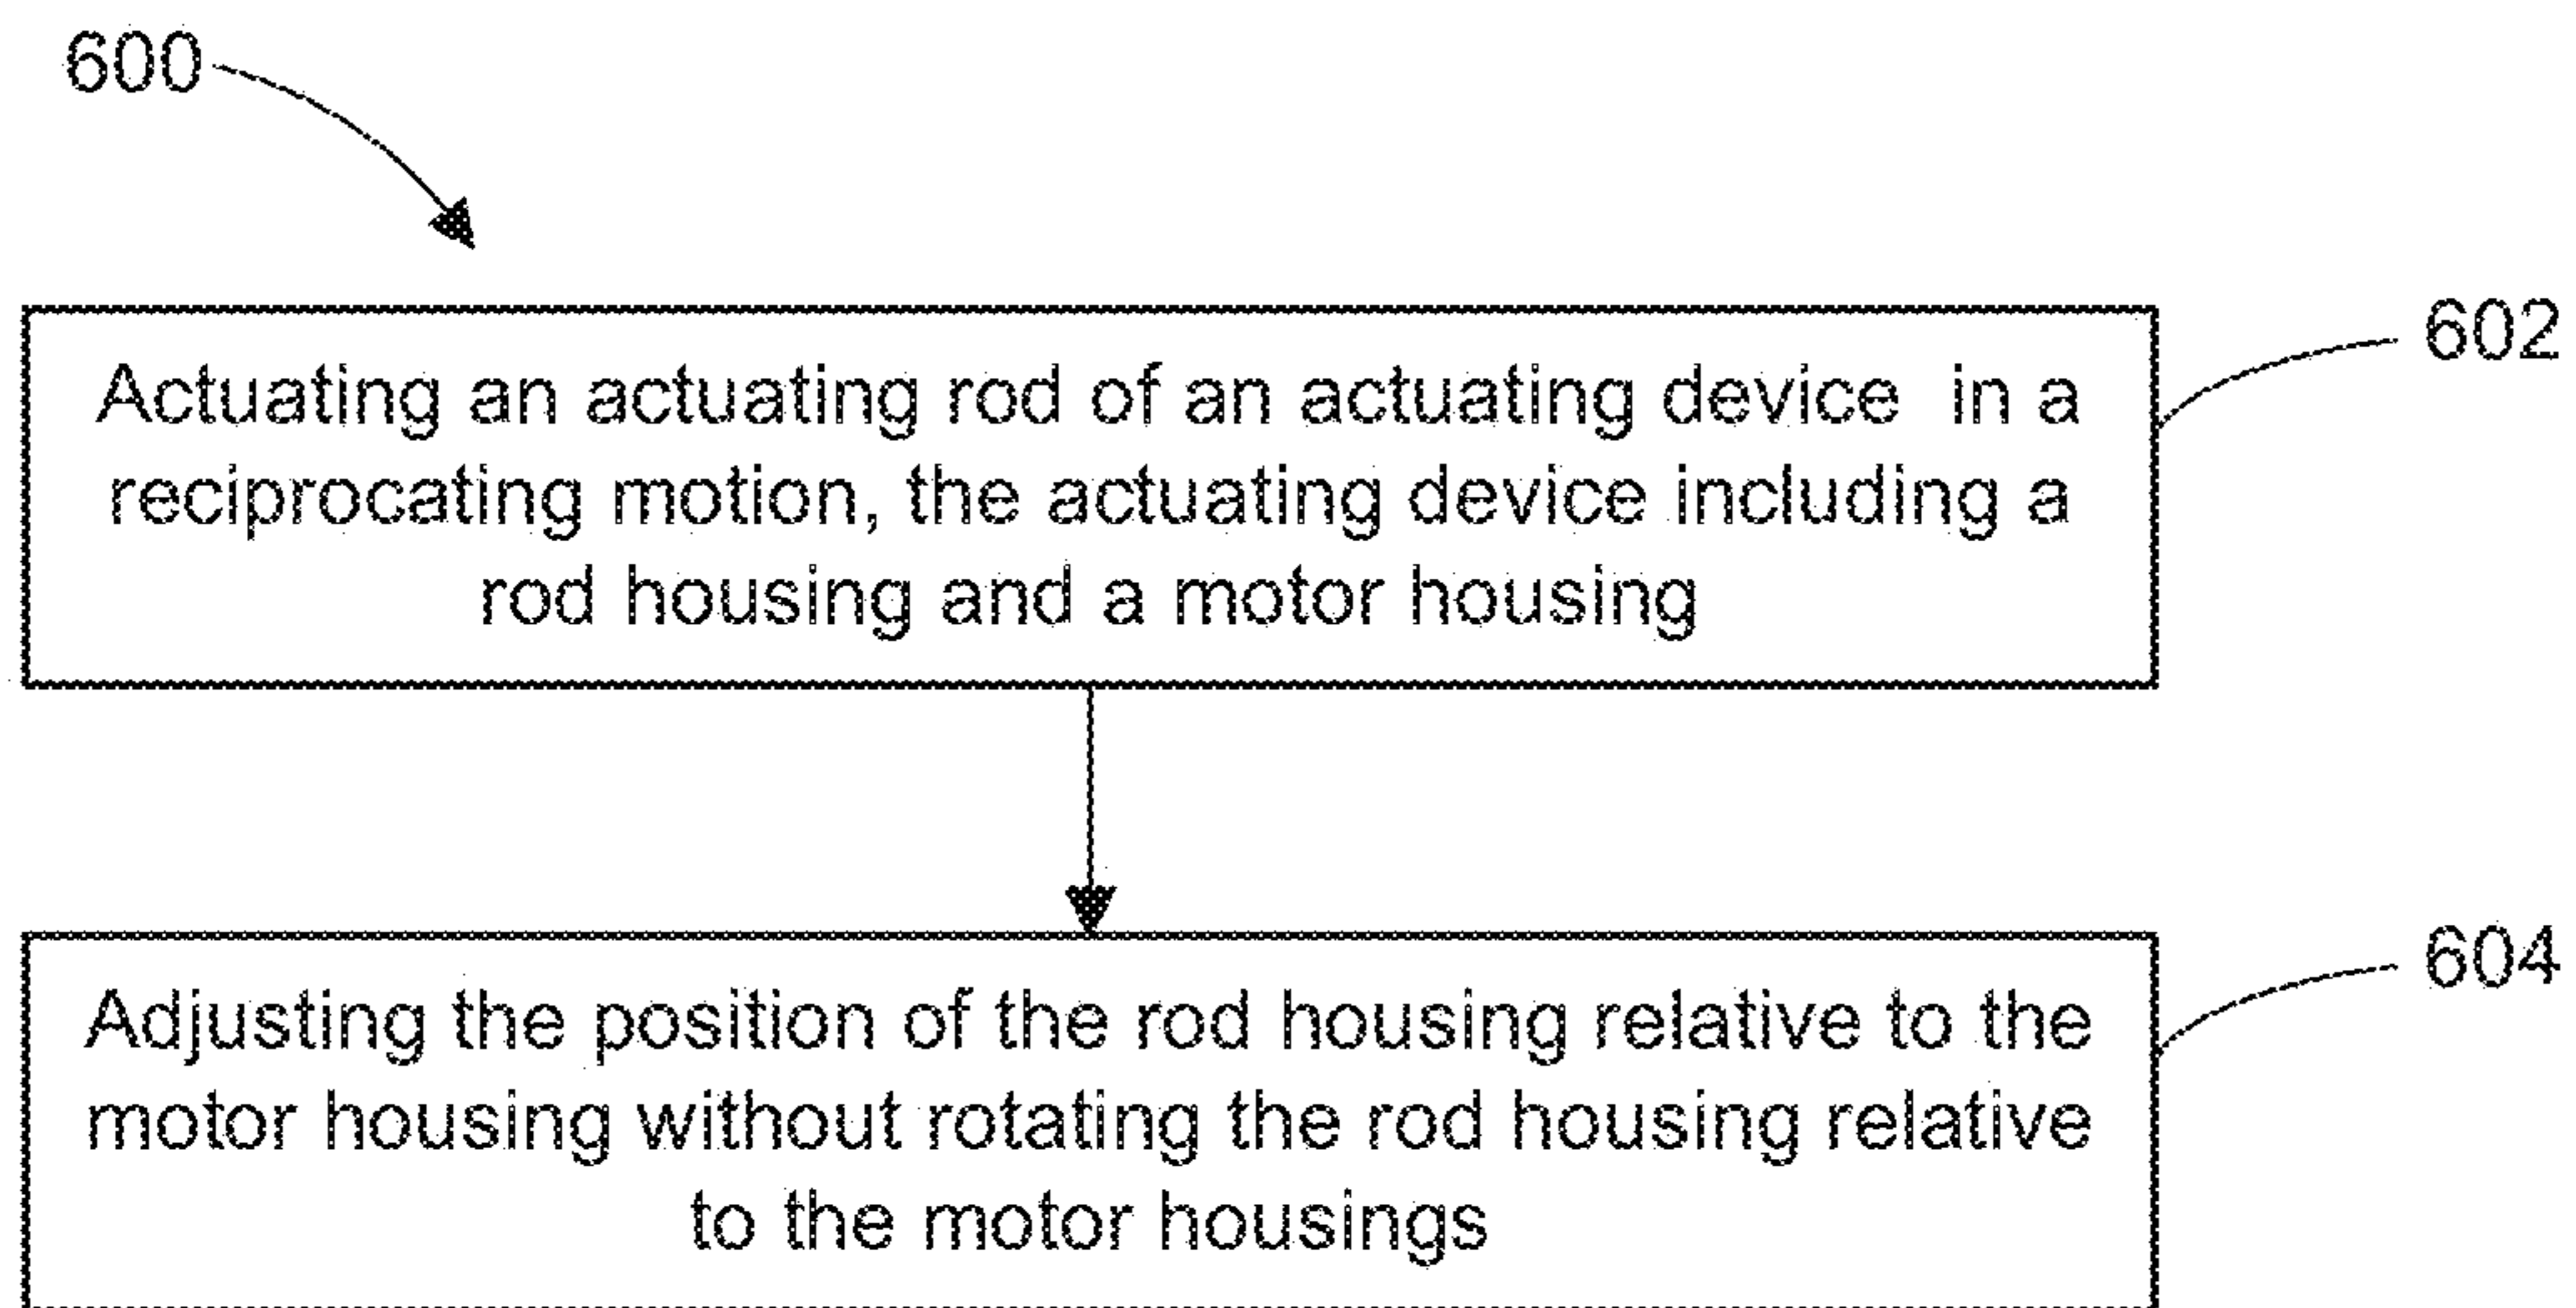 600
602
Actuating an actuating rod of an actuating device in a
reciprocating motion, the actuating device including a
rod housing and a motor housing
604
Adjusting the position of the rod housing relative to the
motor housing without rotating the rod housing relative
to the motor housings